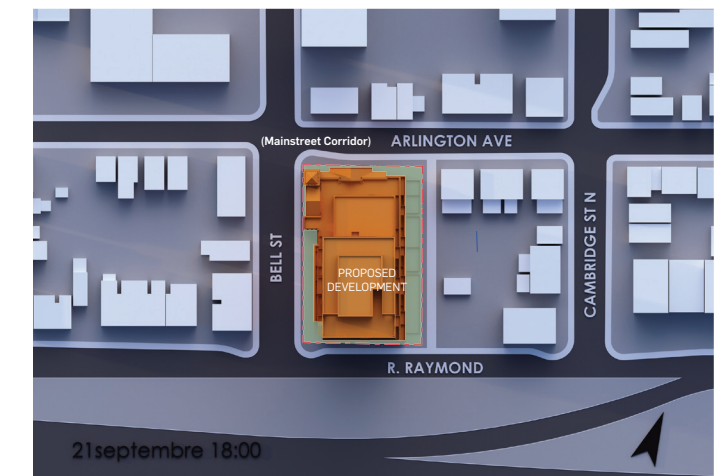 (Mainstreet Corridor) ARLINGTON AVE
BELL ST
PROPOSED
DEVELOPMENT
CAMBRIDGE ST N
R. RAYMOND
21septembre 18:00